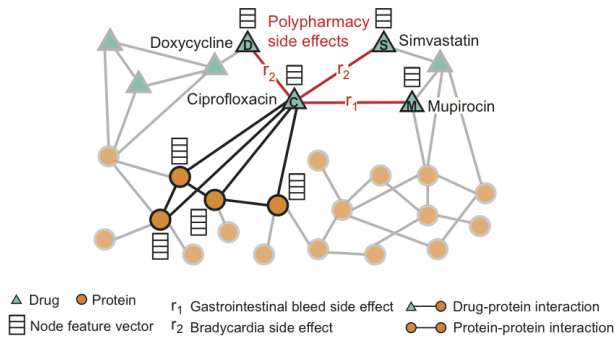 Polypharmacy
side effects
Doxycycline
D
S
Simvastatin
r2
r2
Ciprofloxacin
C
r1
M
Mupirocin
Drug
Protein
r1 Gastrointestinal bleed side effect
Drug-protein interaction
Node feature vector
r2 Bradycardia side effect
Protein-protein interaction